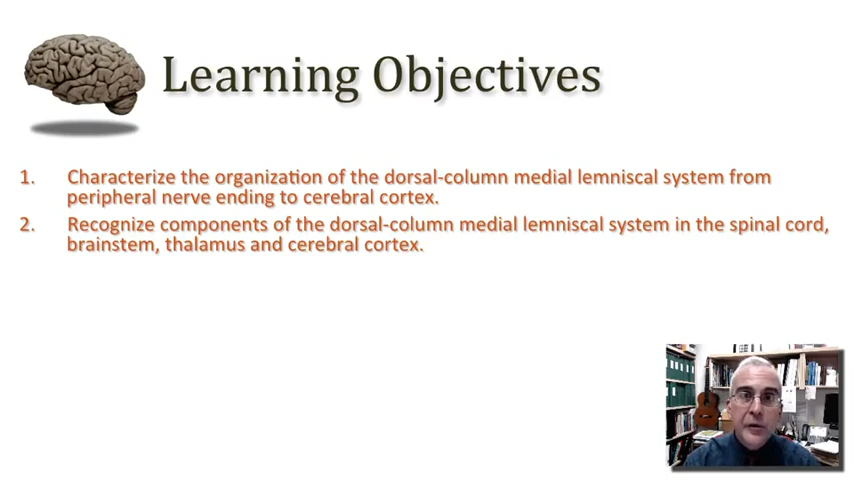 Learning Objectives
1. Characterize the organization of the dorsal-column medial lemniscal system from
peripheral nerve ending to cerebral cortex.
2. Recognize components of the dorsal-column medial lemniscal system in the spinal cord,
brainstem, thalamus and cerebral cortex.